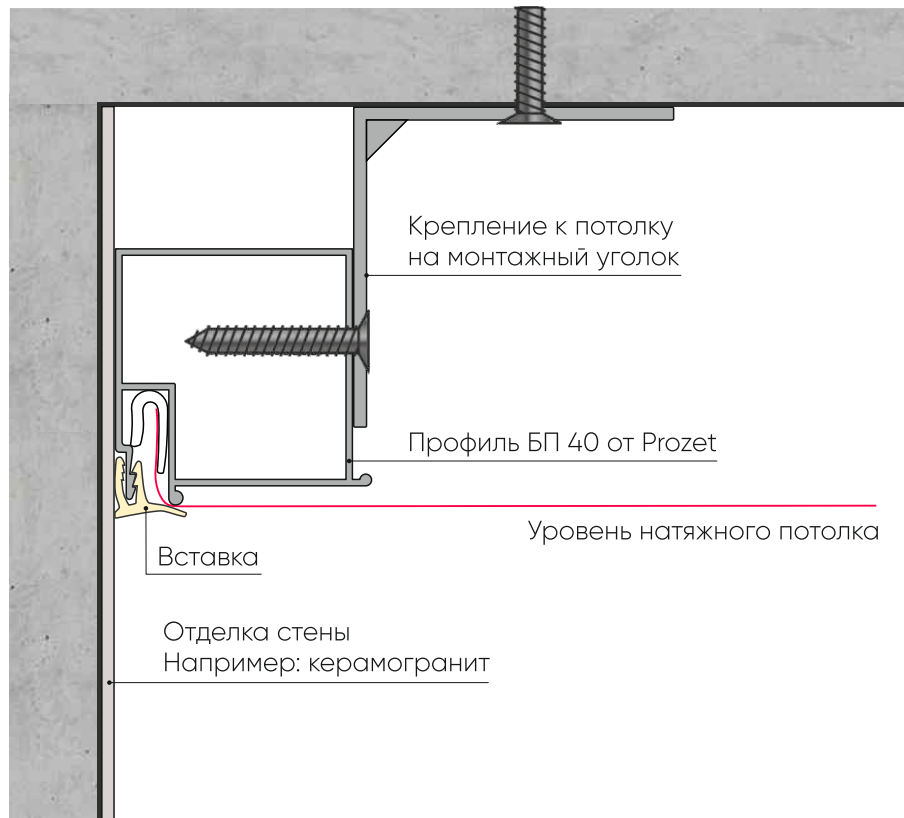 Крепление к потолку
на монтажный уголок
Профиль БП 40 от Prozet
Уровень натяжного потолка
Вставка
Отделка стены
Например: керамогранит